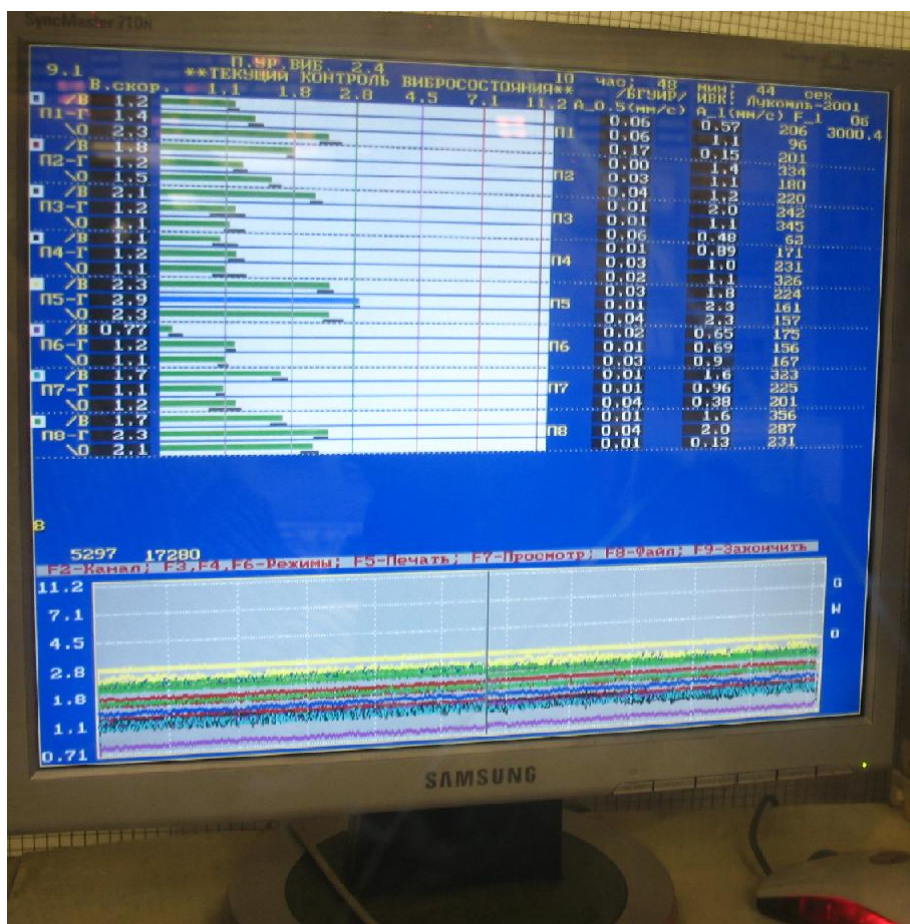 SyncMaster 710N
9.1 П.УР.ВИБ. 2.4 10 час; 48 мин; 44 сек
**ТЕКУЩИЙ КОНТРОЛЬ ВИБРОСОСТОЯНИЯ** /БГУИР/ ИВК: Лукомль-2001
В.скор. 1.1 1.8 2.8 4.5 7.1 11.2 A_0.5(мм/с) A_1(мм/с) F_1 Об
/В 1.2 0.06 0.57 206 3000.4
П1-Г 1.4 П1 0.06 1.1 96
\О 2.3 0.17 0.15 201
/В 1.8 0.00 1.4 334
П2-Г 1.2 П2 0.03 1.1 180
\О 1.5 0.04 1.2 220
/В 2.1 0.01 2.0 242
П3-Г 1.2 П3 0.01 1.1 345
\О 1.1 0.06 0.48 62
/В 1.1 0.01 0.89 171
П4-Г 1.2 П4 0.03 1.0 231
\О 1.1 0.02 1.1 326
/В 2.3 0.03 1.8 224
П5-Г 2.9 П5 0.01 2.3 161
\О 2.3 0.04 2.3 157
/В 0.77 0.02 0.65 175
П6-Г 1.2 П6 0.01 0.69 156
\О 1.1 0.03 0.9 167
/В 1.7 0.01 1.6 323
П7-Г 1.1 П7 0.01 0.96 225
\О 1.2 0.04 0.38 201
/В 1.7 0.01 1.6 356
П8-Г 2.3 П8 0.04 2.0 287
\О 2.1 0.01 0.13 231
8
5297 17280
F2-Канал; F3,F4,F6-Режимы; F5-Печать; F7-Просмотр; F8-Файл; F9-Закончить
11.2 G
7.1 W
4.5 O
2.8
1.8
1.1
0.71
SAMSUNG